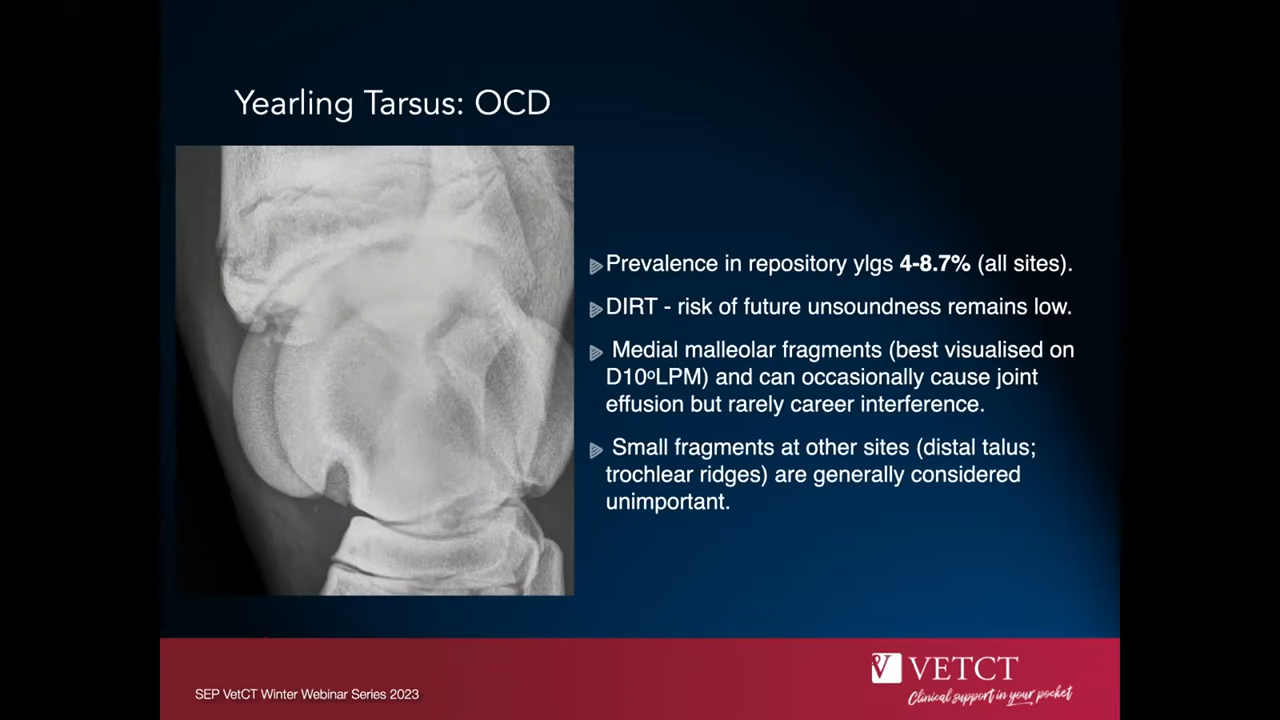 Yearling Tarsus: OCD
Prevalence in repository ylgs 4-8.7% (all sites).
DIRT - risk of future unsoundness remains low.
Medial malleolar fragments (best visualised on
D10ºLPM) and can occasionally cause joint
effusion but rarely career interference.
Small fragments at other sites (distal talus;
trochlear ridges) are generally considered
unimportant.
SEP VetCT Winter Webinar Series 2023
V VETCT
Clinical support in your pocket